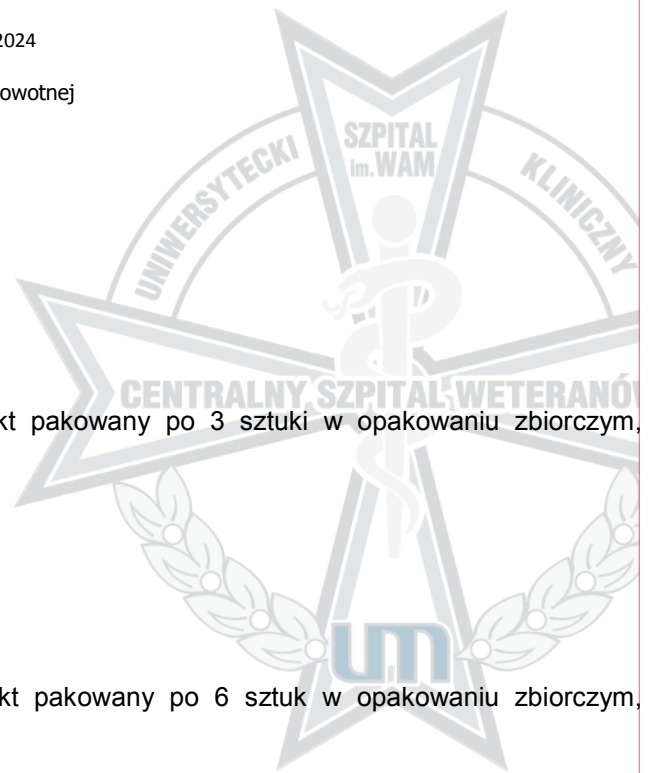 2024
owotnej
SZPITAL
im. WAM
UNIWERSYTECKI
KLINICZNY
CENTRALNY SZPITAL WETERANÓW
kt pakowany po 3 sztuki w opakowaniu zbiorczym,
um
kt pakowany po 6 sztuk w opakowaniu zbiorczym,